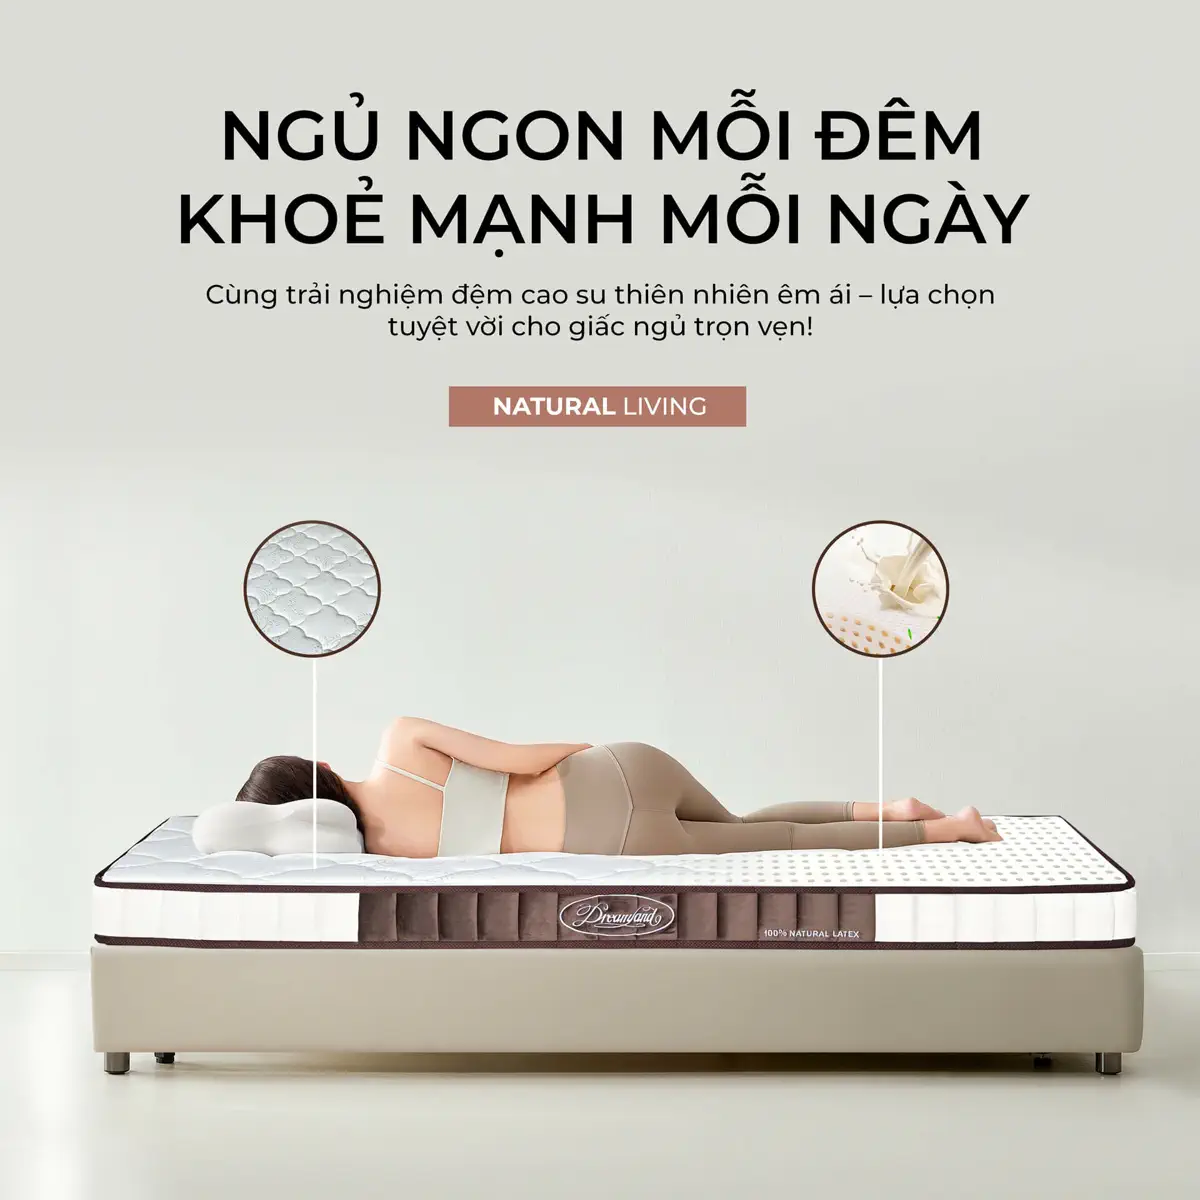 NGỦ NGON MỖI ĐÊM
KHOẺ MẠNH MỖI NGÀY
Cùng trải nghiệm đệm cao su thiên nhiên êm ái – lựa chọn
tuyệt vời cho giấc ngủ trọn vẹn!
NATURAL LIVING
Dreamland
100% NATURAL LATEX